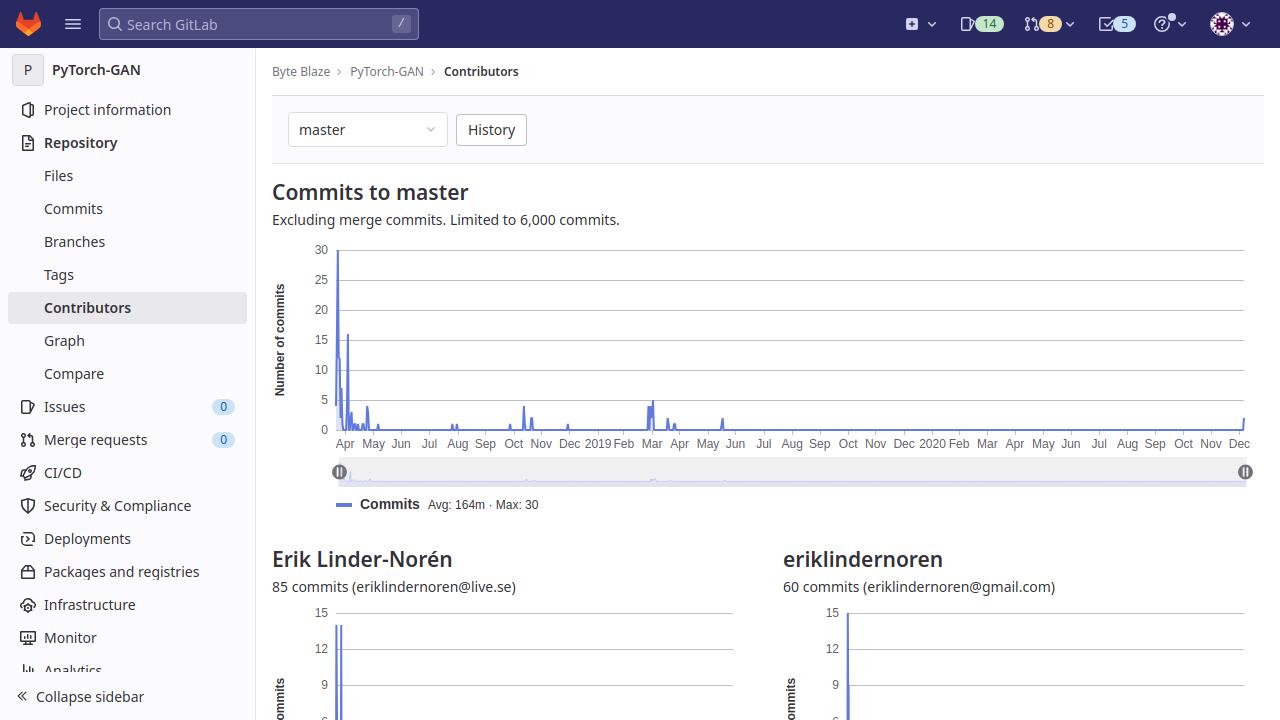 Search GitLab
/
14
8
5
P
PyTorch-GAN
Project information
Repository
Files
Commits
Branches
Tags
Contributors
Graph
Compare
Issues
0
Merge requests
0
CI/CD
Security & Compliance
Deployments
Packages and registries
Infrastructure
Monitor
Analytics
Collapse sidebar
Byte Blaze
PyTorch-GAN
Contributors
master
History
Commits to master
Excluding merge commits. Limited to 6,000 commits.
Number of commits
30
25
20
15
10
5
0
Apr May Jun Jul Aug Sep Oct Nov Dec 2019 Feb Mar Apr May Jun Jul Aug Sep Oct Nov Dec 2020 Feb Mar Apr May Jun Jul Aug Sep Oct Nov Dec
Commits Avg: 164m · Max: 30
Erik Linder-Norén
85 commits (eriklindernoren@live.se)
15
12
9
eriklindernoren
60 commits (eriklindernoren@gmail.com)
15
12
9